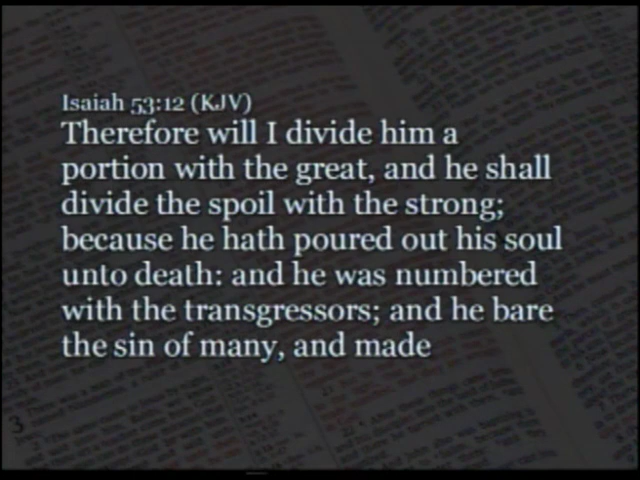 Isaiah 53:12 (KJV)
Therefore will I divide him a
portion with the great, and he shall
divide the spoil with the strong;
because he hath poured out his soul
unto death: and he was numbered
with the transgressors; and he bare
the sin of many, and made
3